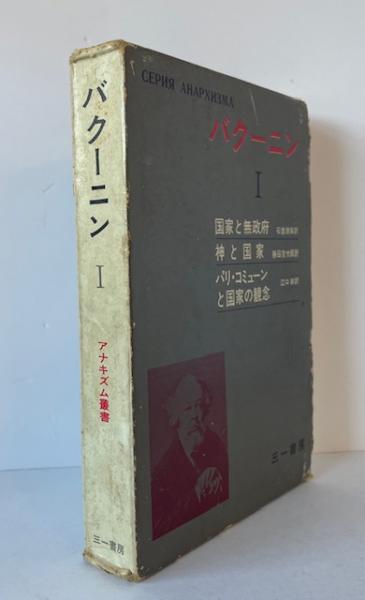 バクーニン
I
アナキズム叢書
三一書房
СЕРИЯ АНАРХИЗМА
バクーニン
I
国家と無政府
神と国家
パリ・コミューン
と国家の観念
三一書房